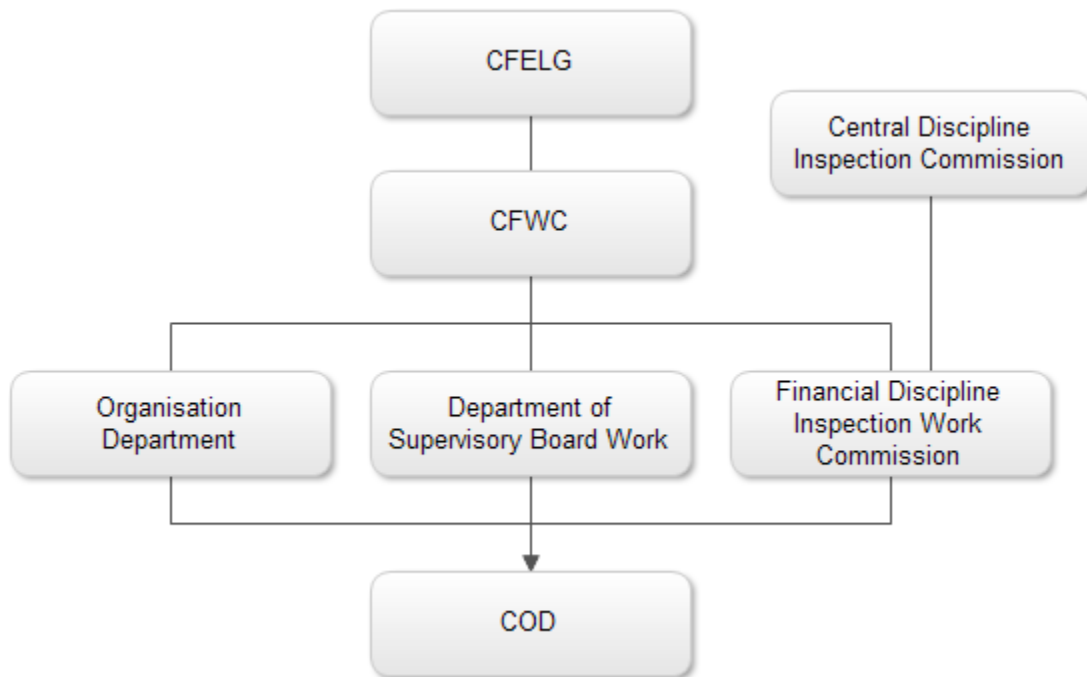 CFELG
Central Discipline
Inspection Commission
CFWC
Organisation
Department
Department of
Supervisory Board Work
Financial Discipline
Inspection Work
Commission
COD